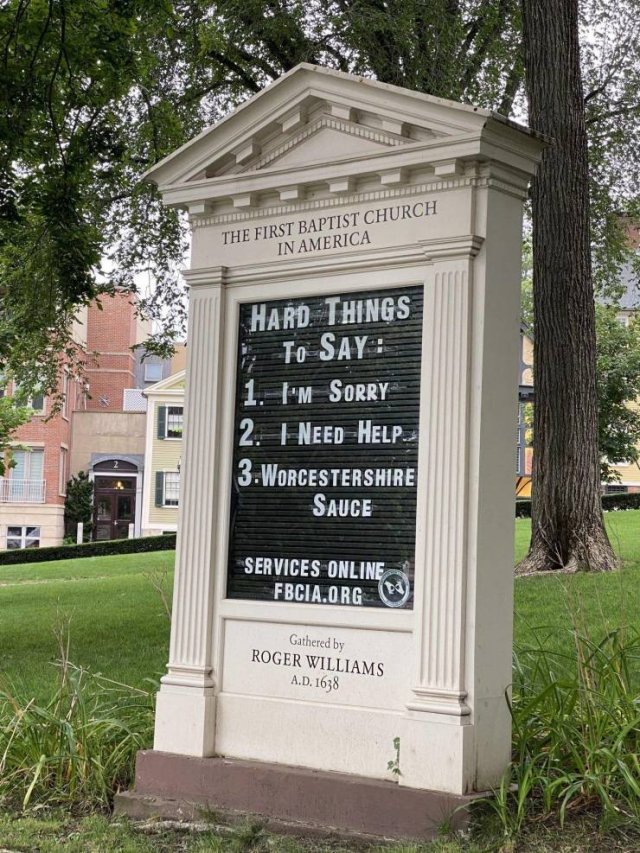 THE FIRST BAPTIST CHURCH
IN AMERICA
HARD THINGS
TO SAY:
1. I'M SORRY
2. I NEED HELP
3. WORCESTERSHIRE
SAUCE
SERVICES ONLINE
FBCIA.ORG
Gathered by
ROGER WILLIAMS
A.D. 1638
2